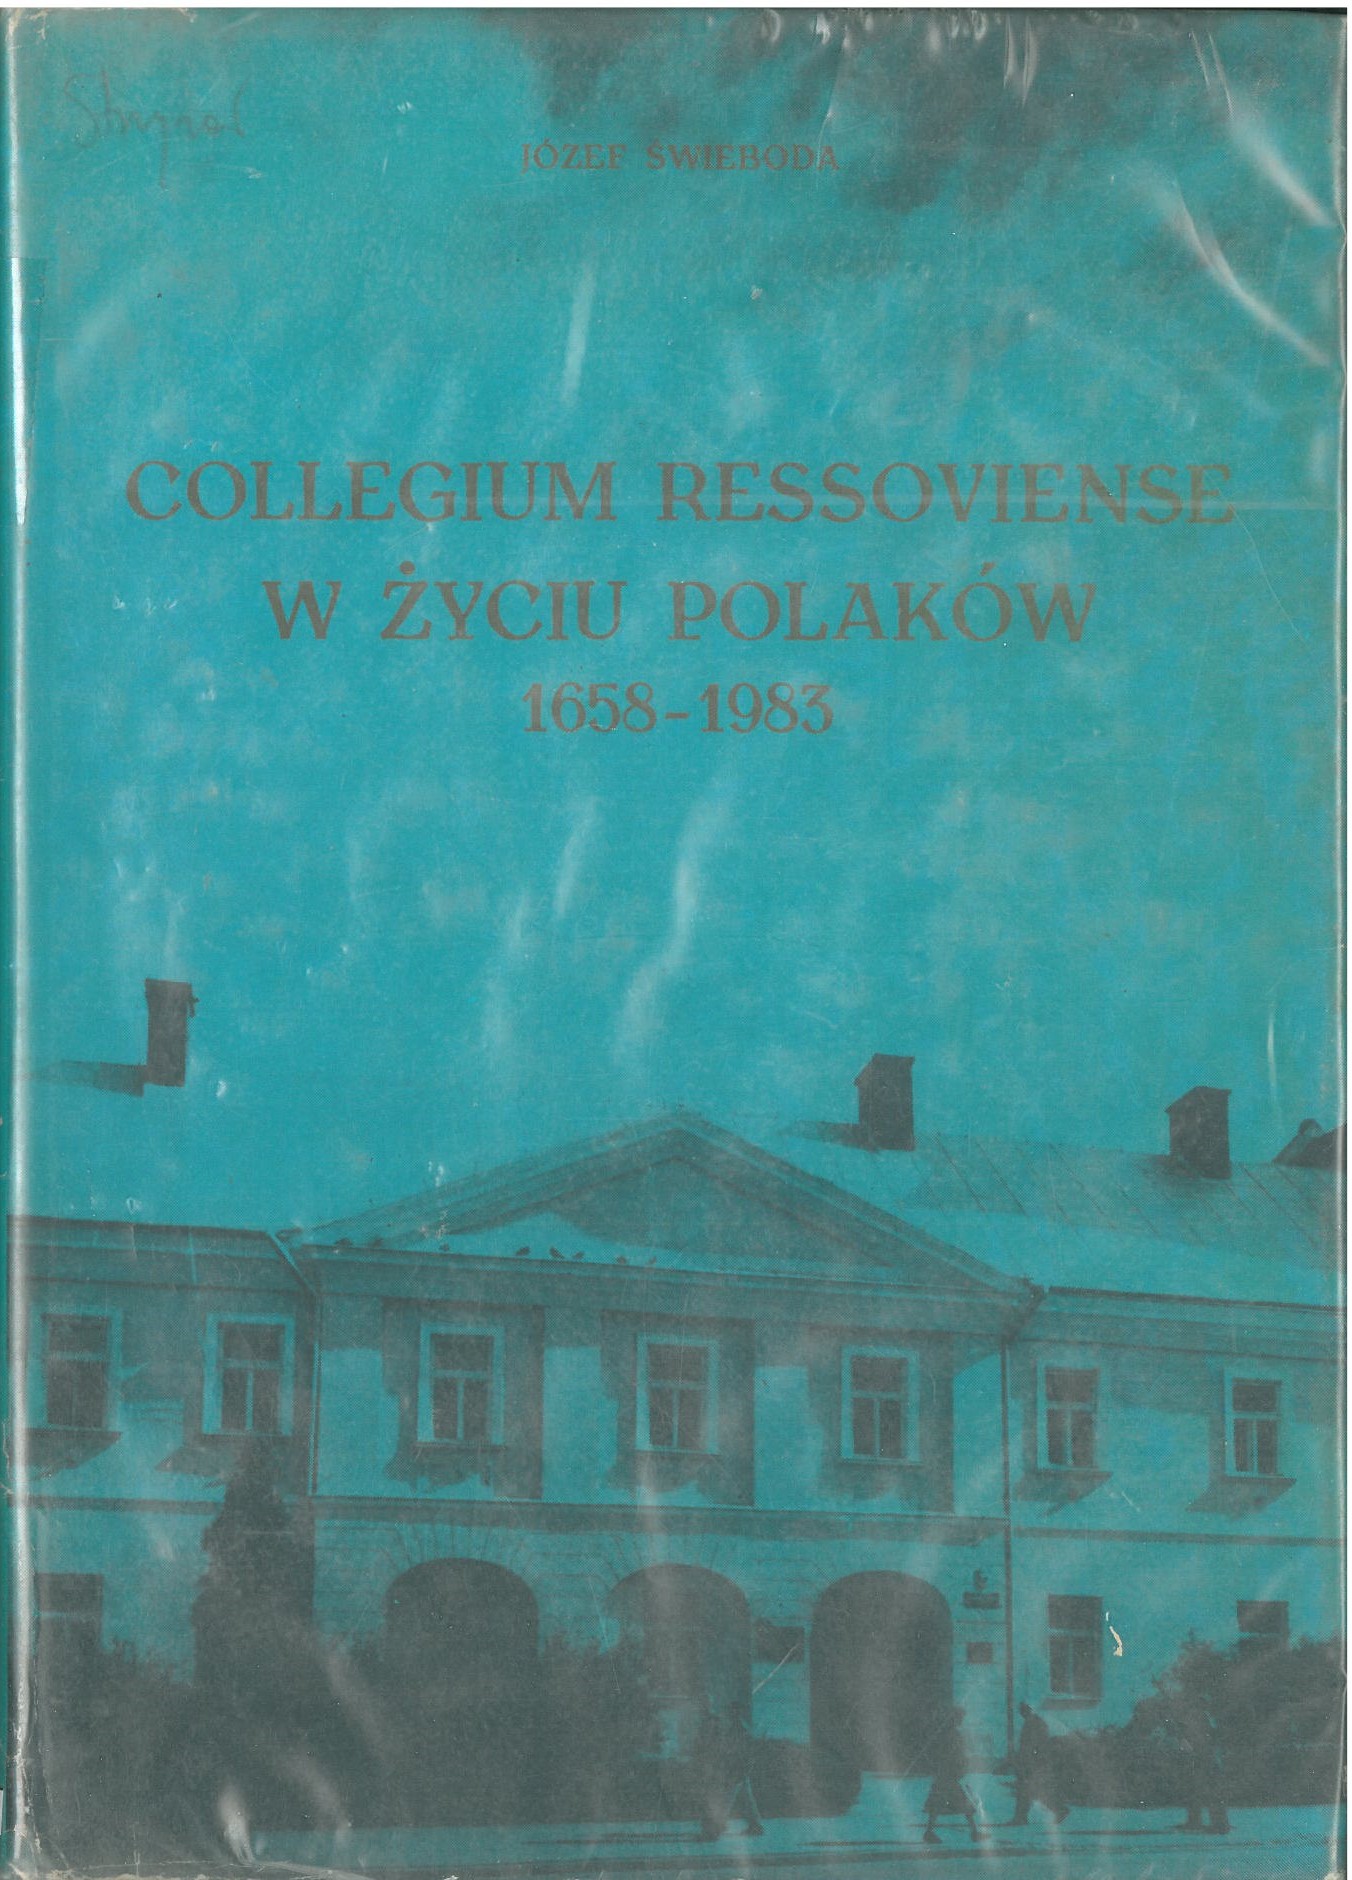 JÓZEF ŚWIEBODA
COLLEGIUM RESSOVIENSE
W ŻYCIU POLAKÓW
1658-1983